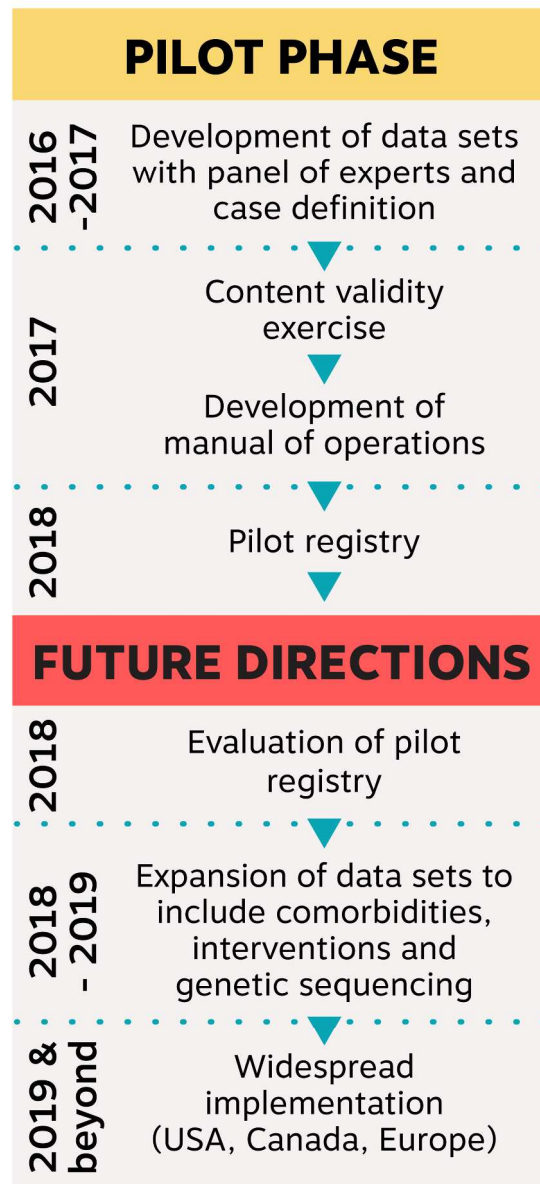 PILOT PHASE
2016
-2017
Development of data sets
with panel of experts and
case definition
2017
Content validity
exercise
Development of
manual of operations
2018
Pilot registry
FUTURE DIRECTIONS
2018
Evaluation of pilot
registry
2018
- 2019
Expansion of data sets to
include comorbidities,
interventions and
genetic sequencing
2019 &
beyond
Widespread
implementation
(USA, Canada, Europe)